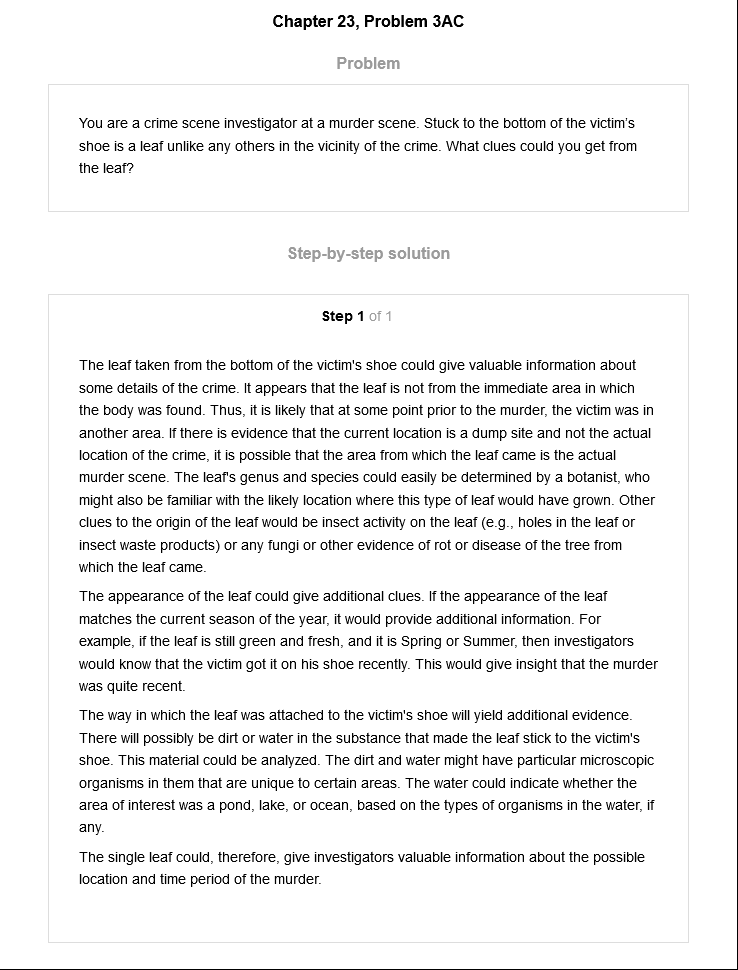 Chapter 23, Problem 3AC
Problem
You are a crime scene investigator at a murder scene. Stuck to the bottom of the victim's
shoe is a leaf unlike any others in the vicinity of the crime. What clues could you get from
the leaf?
Step-by-step solution
Step 1 of 1
The leaf taken from the bottom of the victim's shoe could give valuable information about
some details of the crime. It appears that the leaf is not from the immediate area in which
the body was found. Thus, it is likely that at some point prior to the murder, the victim was in
another area. If there is evidence that the current location is a dump site and not the actual
location of the crime, it is possible that the area from which the leaf came is the actual
murder scene. The leaf's genus and species could easily be determined by a botanist, who
might also be familiar with the likely location where this type of leaf would have grown. Other
clues to the origin of the leaf would be insect activity on the leaf (e.g., holes in the leaf or
insect waste products) or any fungi or other evidence of rot or disease of the tree from
which the leaf came.
The appearance of the leaf could give additional clues. If the appearance of the leaf
matches the current season of the year, it would provide additional information. For
example, if the leaf is still green and fresh, and it is Spring or Summer, then investigators
would know that the victim got it on his shoe recently. This would give insight that the murder
was quite recent.
The way in which the leaf was attached to the victim's shoe will yield additional evidence.
There will possibly be dirt or water in the substance that made the leaf stick to the victim's
shoe. This material could be analyzed. The dirt and water might have particular microscopic
organisms in them that are unique to certain areas. The water could indicate whether the
area of interest was a pond, lake, or ocean, based on the types of organisms in the water, if
any.
The single leaf could, therefore, give investigators valuable information about the possible
location and time period of the murder.